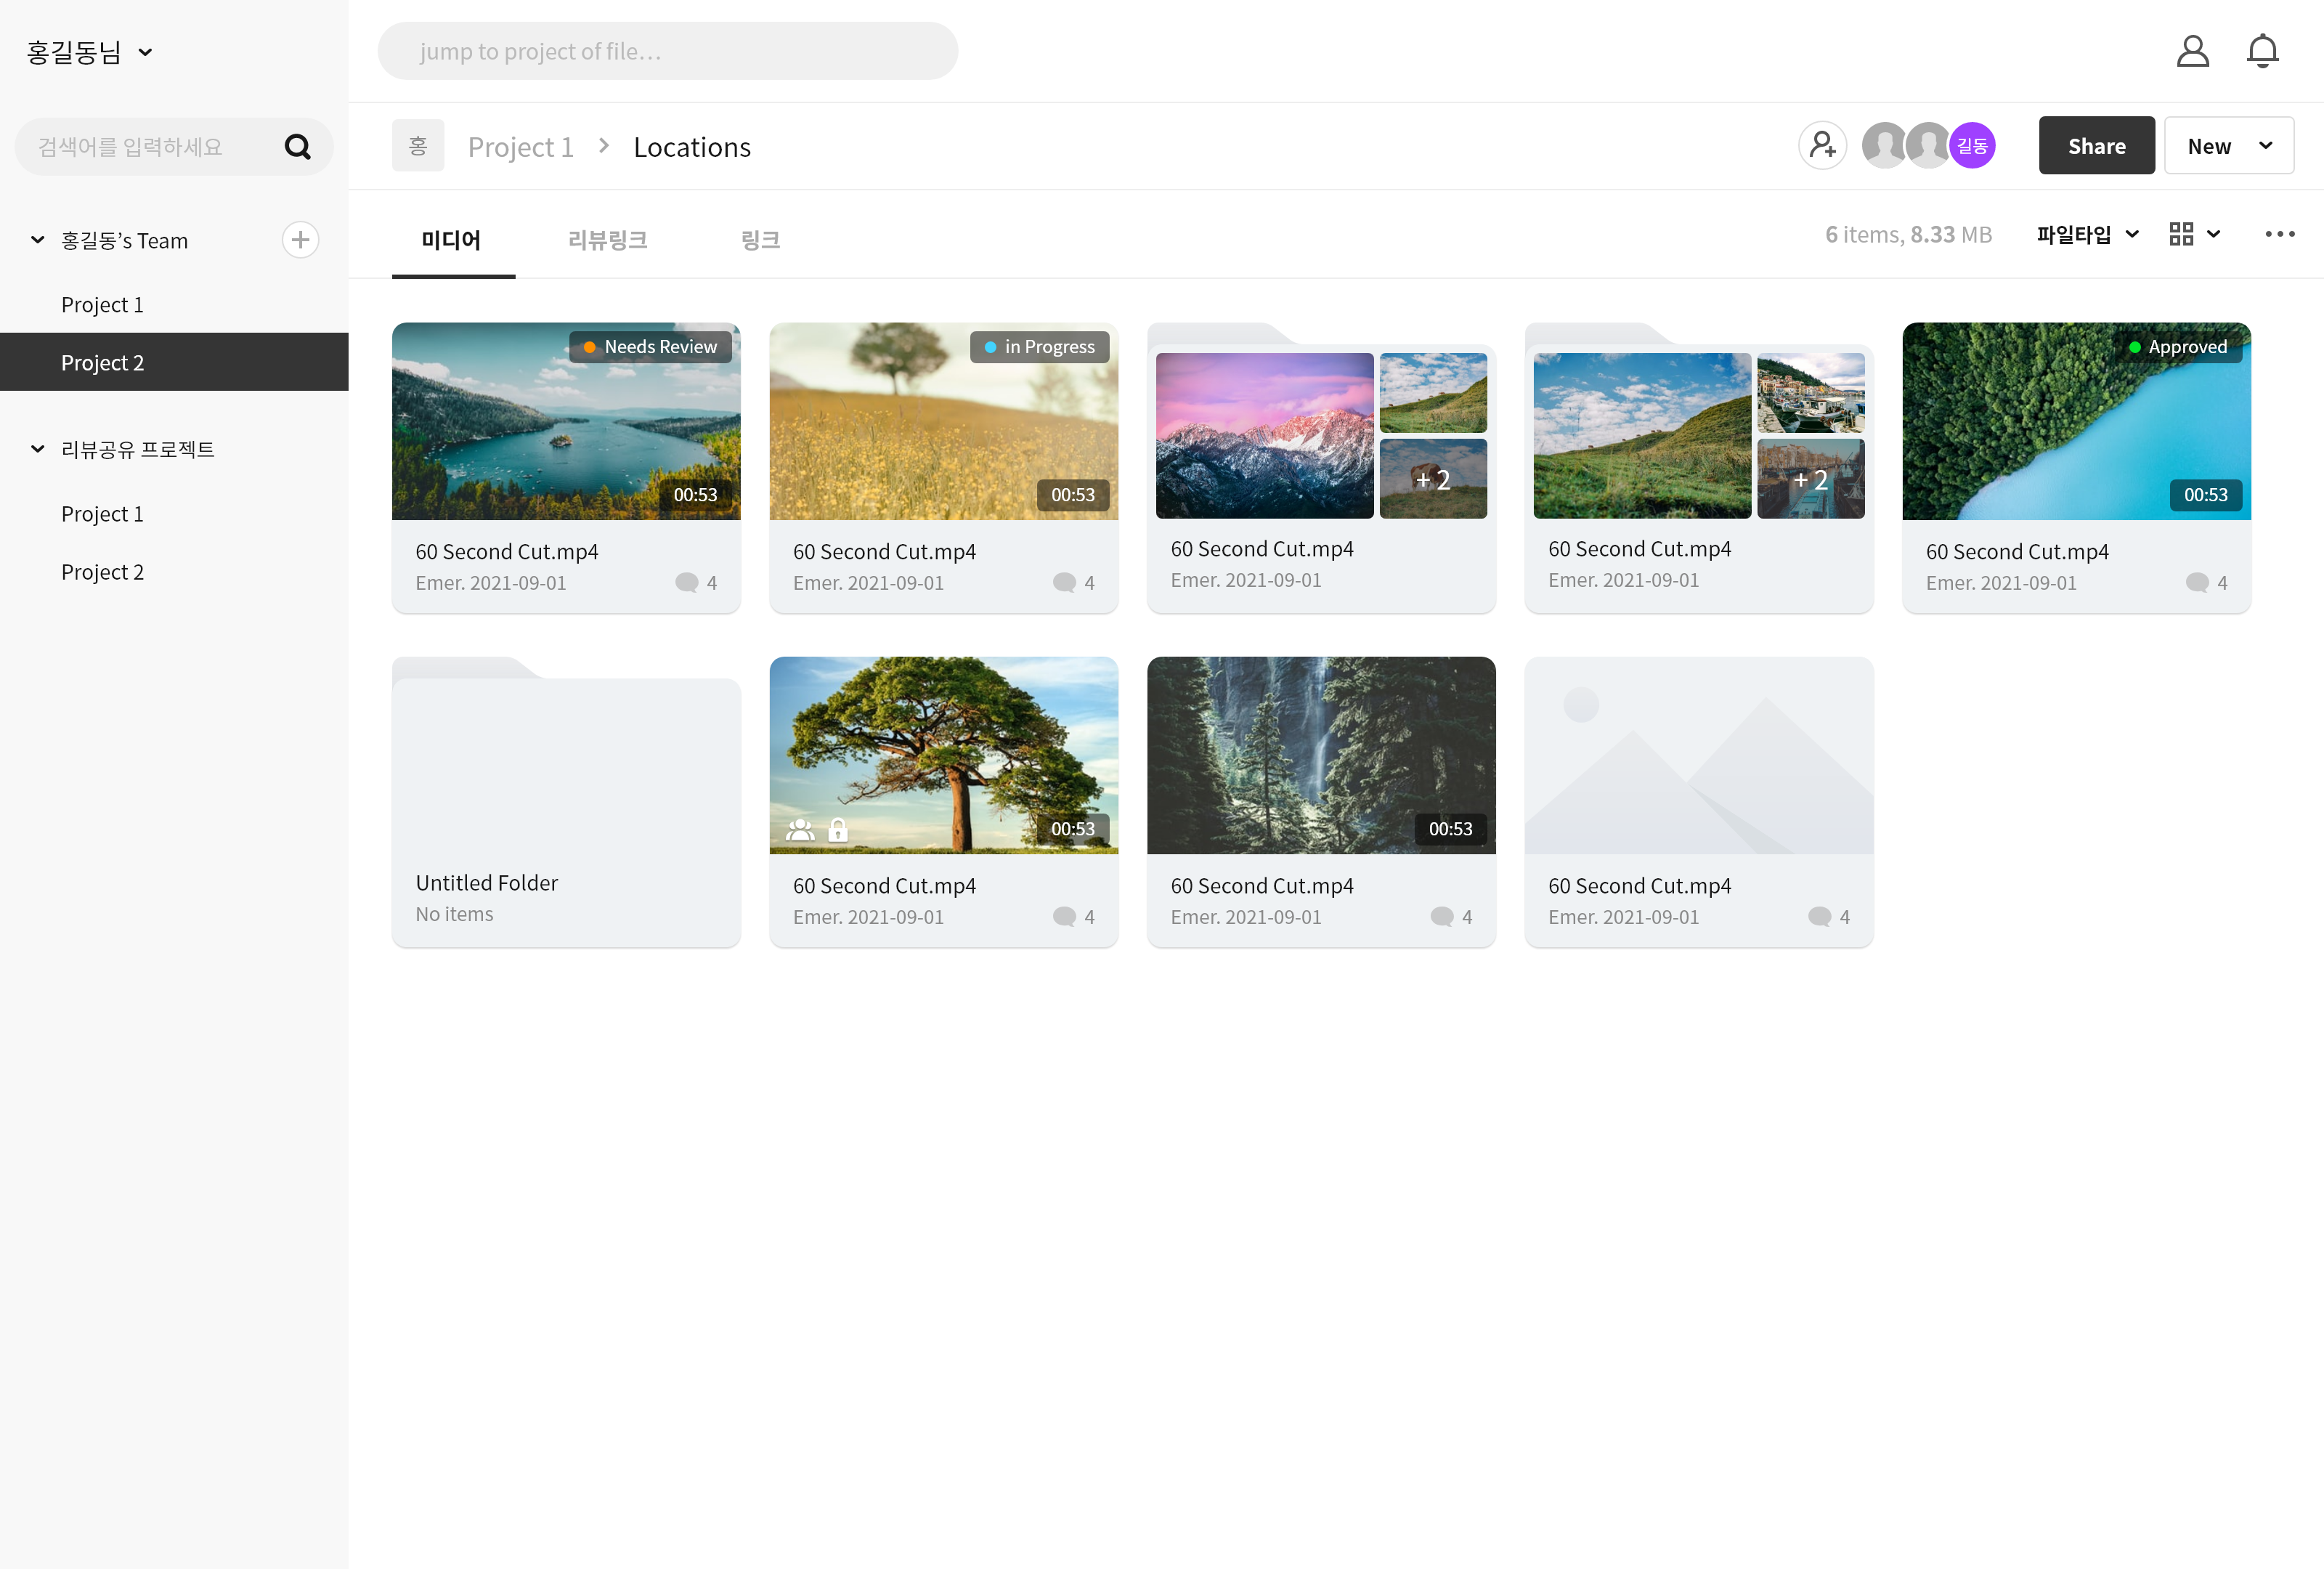 홍길동님
jump to project of file...
검색어를 입력하세요
홍길동’s Team
Project 1
Project 2
리뷰공유 프로젝트
Project 1
Project 2
홍 Project 1 > Locations
길동
Share
New
미디어 리뷰링크 링크
6 items, 8.33 MB
파일타입
Needs Review
00:53
60 Second Cut.mp4
Emer. 2021-09-01 4
in Progress
00:53
60 Second Cut.mp4
Emer. 2021-09-01 4
+ 2
60 Second Cut.mp4
Emer. 2021-09-01
+ 2
60 Second Cut.mp4
Emer. 2021-09-01
Approved
00:53
60 Second Cut.mp4
Emer. 2021-09-01 4
Untitled Folder
No items
00:53
60 Second Cut.mp4
Emer. 2021-09-01 4
00:53
60 Second Cut.mp4
Emer. 2021-09-01 4
60 Second Cut.mp4
Emer. 2021-09-01 4